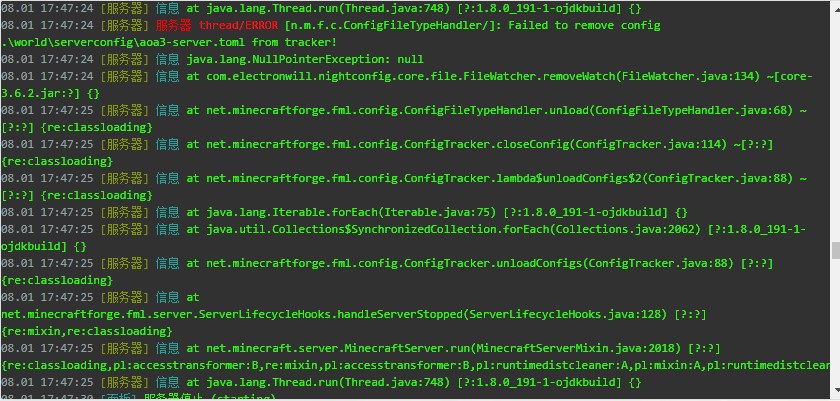 08.01 17:47:24 [服务器] 信息 at java.lang.Thread.run(Thread.java:748) [?:1.8.0_191-1-ojdkbuild] {}
08.01 17:47:24 [服务器] 服务器 thread/ERROR [n.m.f.c.ConfigFileTypeHandler/]: Failed to remove config
.\world\serverconfig\aoa3-server.toml from tracker!
08.01 17:47:24 [服务器] 信息 java.lang.NullPointerException: null
08.01 17:47:24 [服务器] 信息 at com.electronwill.nightconfig.core.file.FileWatcher.removeWatch(FileWatcher.java:134) ~[core-
3.6.2.jar:?] {}
08.01 17:47:25 [服务器] 信息 at net.minecraftforge.fml.config.ConfigFileTypeHandler.unload(ConfigFileTypeHandler.java:68) ~
[?:?] {re:classloading}
08.01 17:47:25 [服务器] 信息 at net.minecraftforge.fml.config.ConfigTracker.closeConfig(ConfigTracker.java:114) ~[?:?]
{re:classloading}
08.01 17:47:25 [服务器] 信息 at net.minecraftforge.fml.config.ConfigTracker.lambda$unloadConfigs$2(ConfigTracker.java:88) ~
[?:?] {re:classloading}
08.01 17:47:25 [服务器] 信息 at java.lang.Iterable.forEach(Iterable.java:75) [?:1.8.0_191-1-ojdkbuild] {}
08.01 17:47:25 [服务器] 信息 at java.util.Collections$SynchronizedCollection.forEach(Collections.java:2062) [?:1.8.0_191-1-
ojdkbuild] {}
08.01 17:47:25 [服务器] 信息 at net.minecraftforge.fml.config.ConfigTracker.unloadConfigs(ConfigTracker.java:88) [?:?]
{re:classloading}
08.01 17:47:25 [服务器] 信息 at
net.minecraftforge.fml.server.ServerLifecycleHooks.handleServerStopped(ServerLifecycleHooks.java:128) [?:?]
{re:mixin,re:classloading}
08.01 17:47:25 [服务器] 信息 at net.minecraft.server.MinecraftServer.run(MinecraftServerMixin.java:2018) [?:?]
{re:classloading,pl:accesstransformer:B,re:mixin,pl:accesstransformer:B,pl:runtimedistcleaner:A,pl:mixin:A,pl:runtimedistclean
08.01 17:47:25 [服务器] 信息 at java.lang.Thread.run(Thread.java:748) [?:1.8.0_191-1-ojdkbuild] {}
08.01 17:47:30 [面板] 服务器停止 (starting)